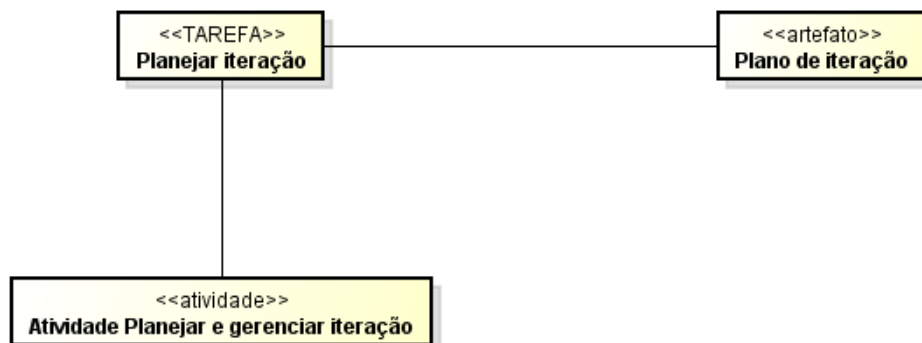 <<TAREFA>>
Planejar iteração
<<artefato>>
Plano de iteração
<<atividade>>
Atividade Planejar e gerenciar iteração